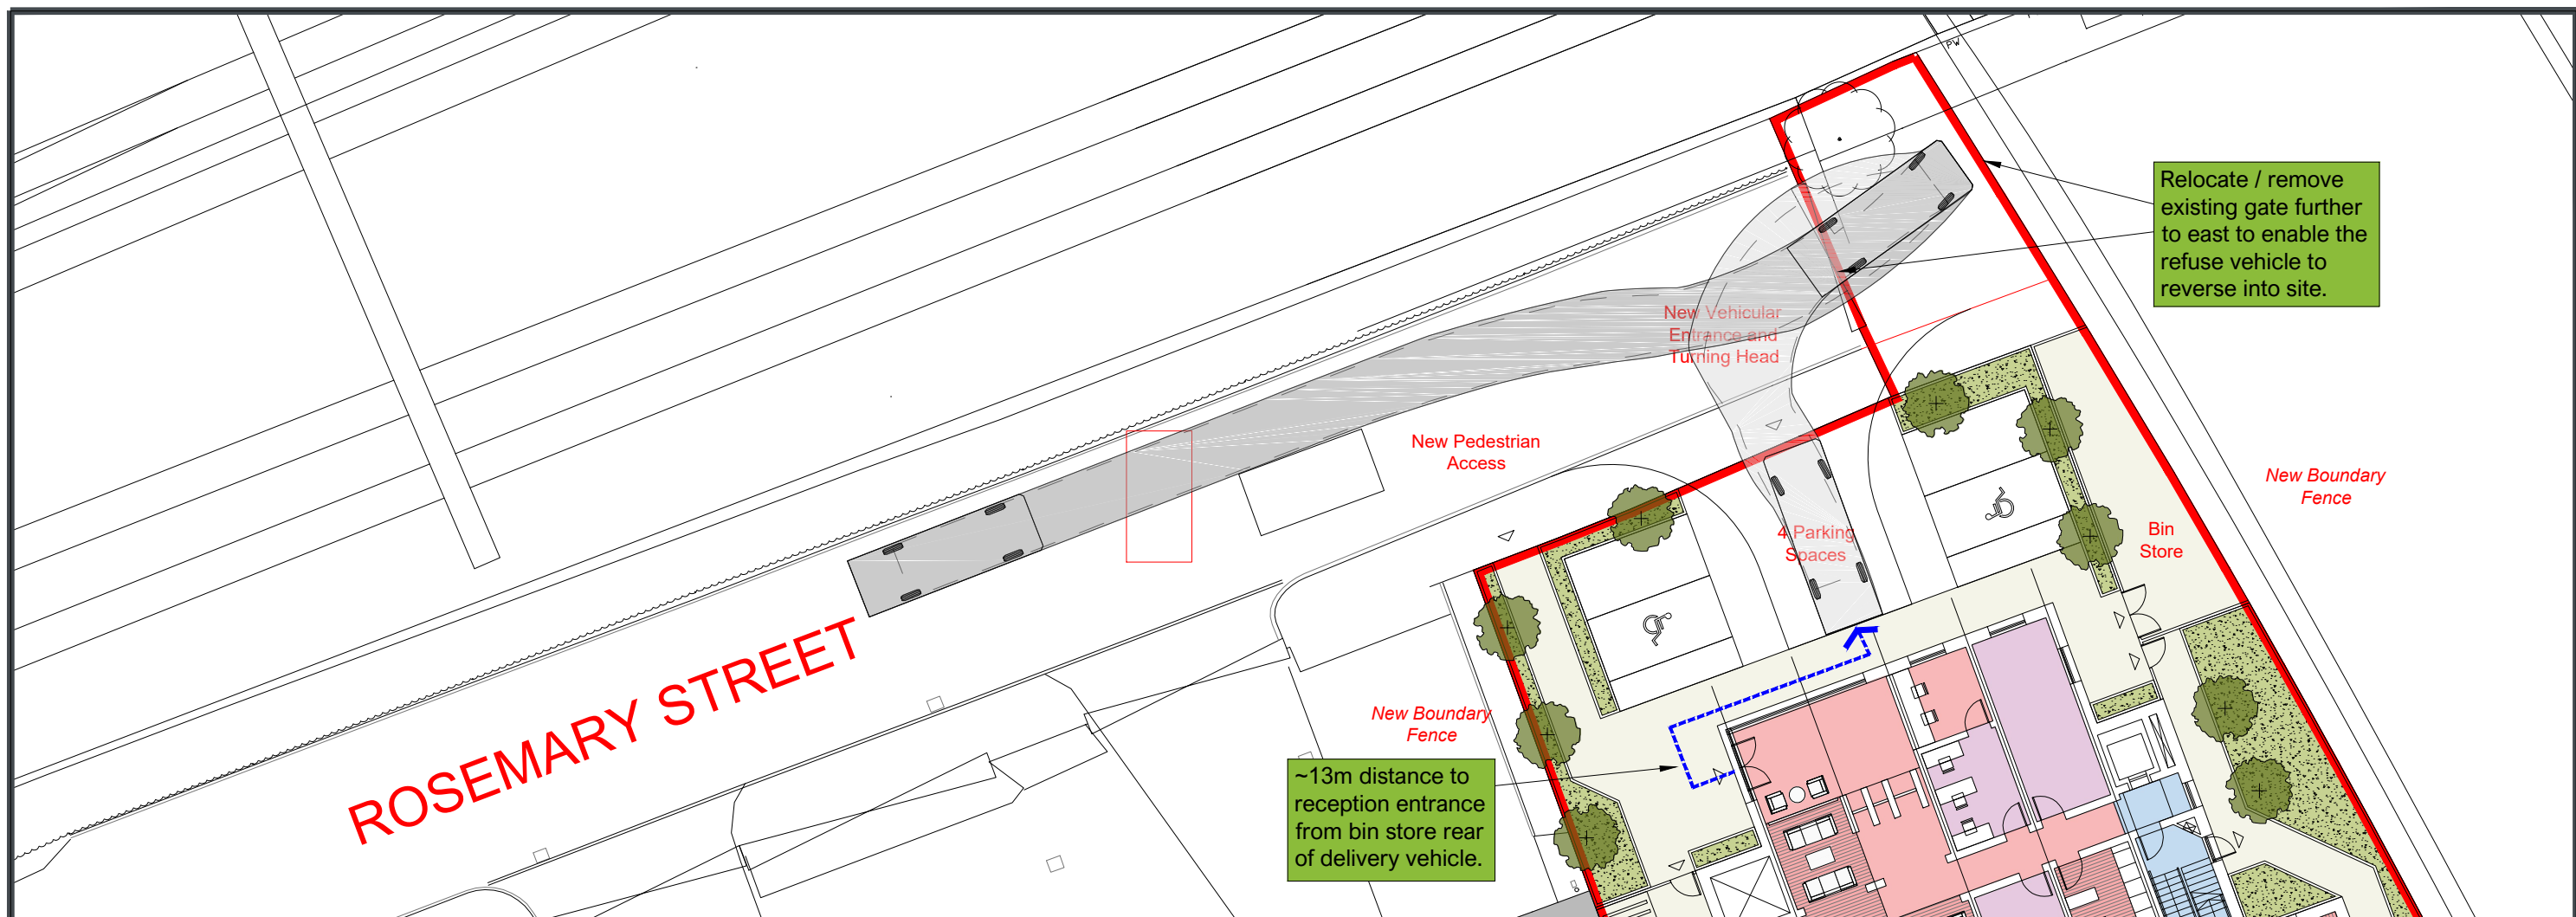 PW
Relocate / remove
existing gate further
to east to enable the
refuse vehicle to
reverse into site.
New Vehicular
Entrance and
Turning Head
New Pedestrian
Access
New Boundary
Fence
4 Parking
Spaces
Bin
Store
ROSEMARY STREET
New Boundary
Fence
~13m distance to
reception entrance
from bin store rear
of delivery vehicle.